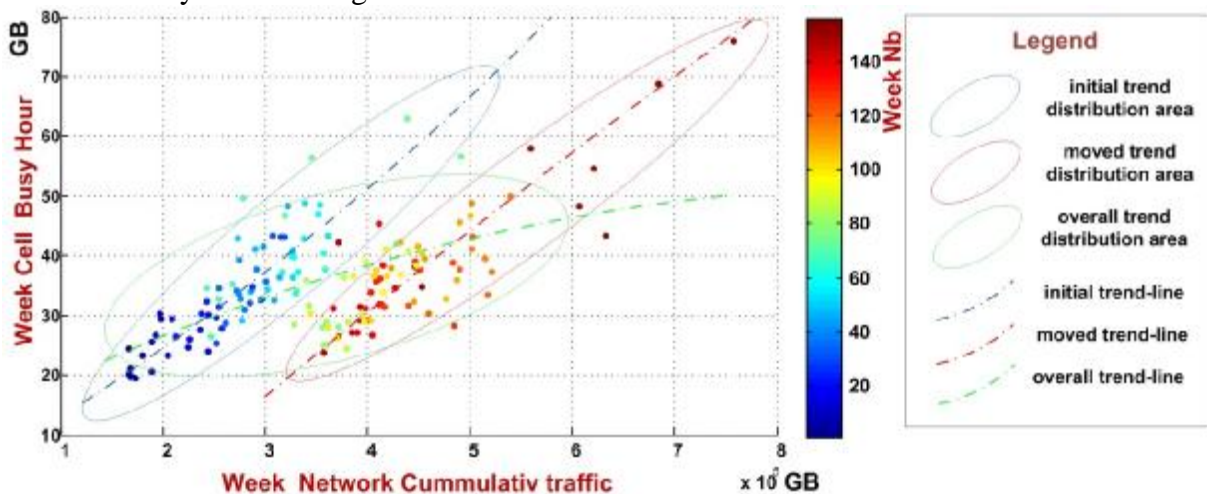 80
GB
70
60
50
40
30
20
10
Week Cell Busy Hour
1 2 3 4 5 6 7 8
Week Network Cummulativ traffic
x 10 GB
Week Nb
140
120
100
80
60
40
20
Legend
initial trend
distribution area
moved trend
distribution area
overall trend
distribution area
initial trend-line
moved trend-line
overall trend-line